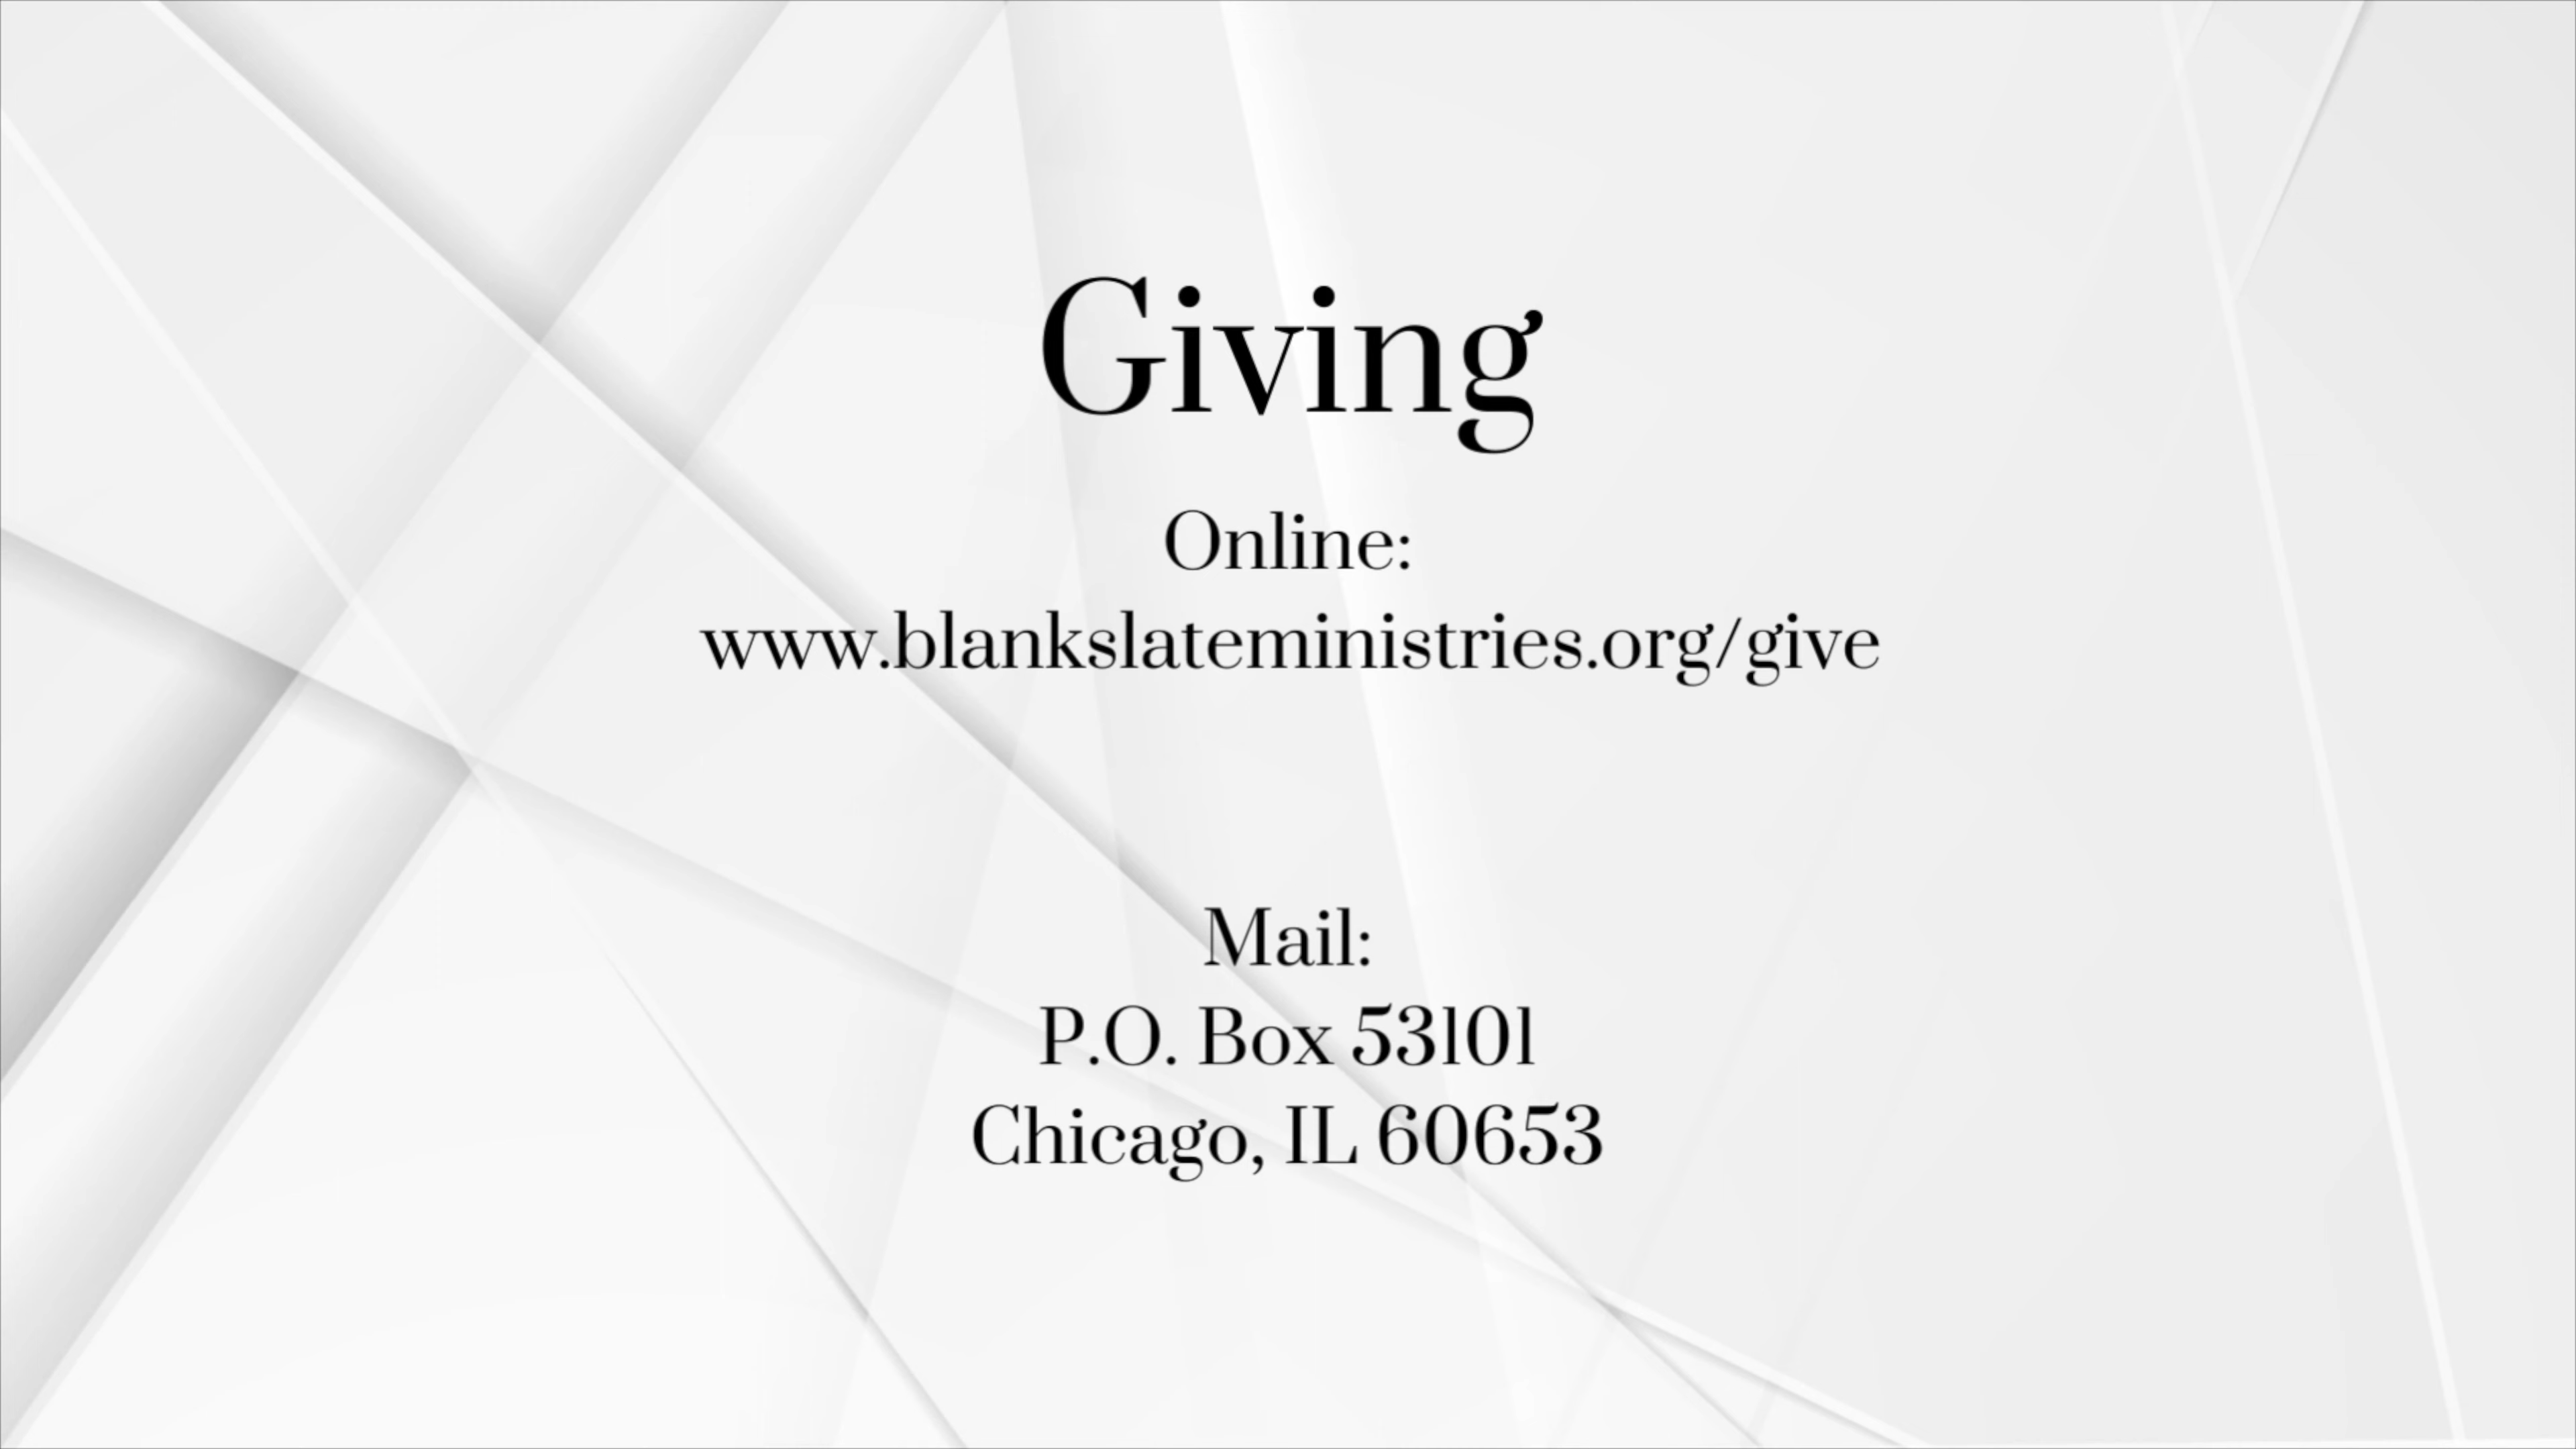 Giving
Online:
www.blankslateministries.org/give
Mail:
P.O. Box 53101
Chicago, IL 60653